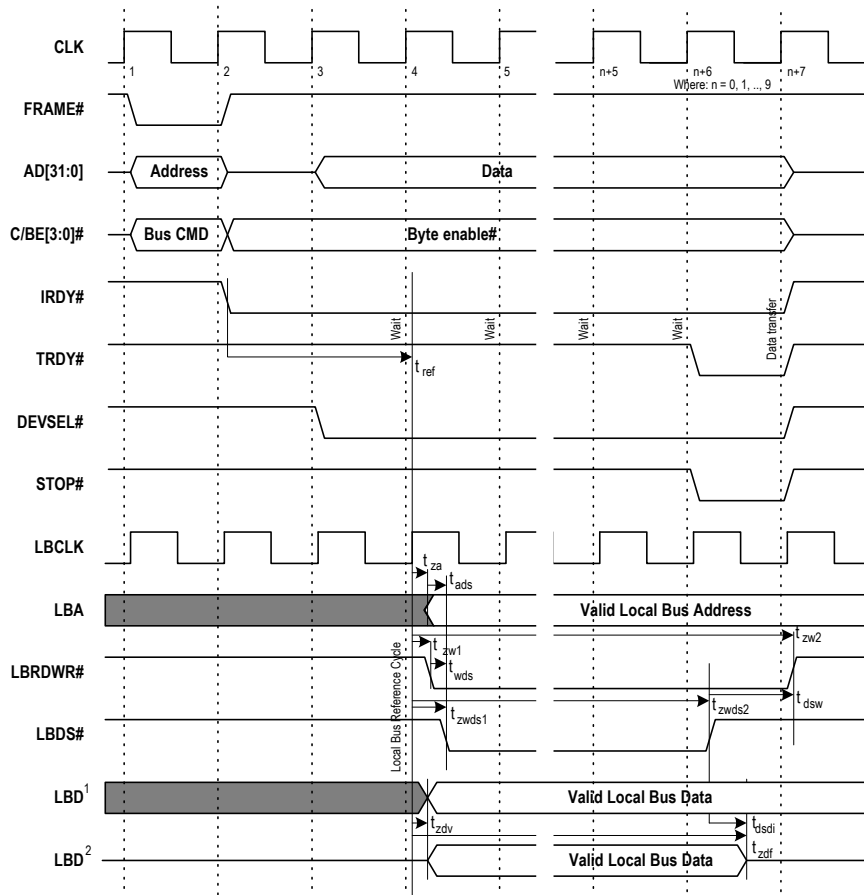 CLK
1 2 3 4 5 n+5 n+6 n+7
Where: n = 0, 1, .., 9
FRAME#
AD[31:0] Address Data
C/BE[3:0]# Bus CMD Byte enable#
IRDY#
Wait Wait Wait Wait Data transfer
TRDY#
t ref
DEVSEL#
STOP#
LBCLK
t za
t ads
LBA Valid Local Bus Address
t zw2
t zw1
LBRDWR#
t wds
t dsw
Local Bus Reference Cycle
t zwds1
t zwds2
LBDS#
LBD1 Valid Local Bus Data
t zdv
t dsdi
t zdf
LBD2 Valid Local Bus Data